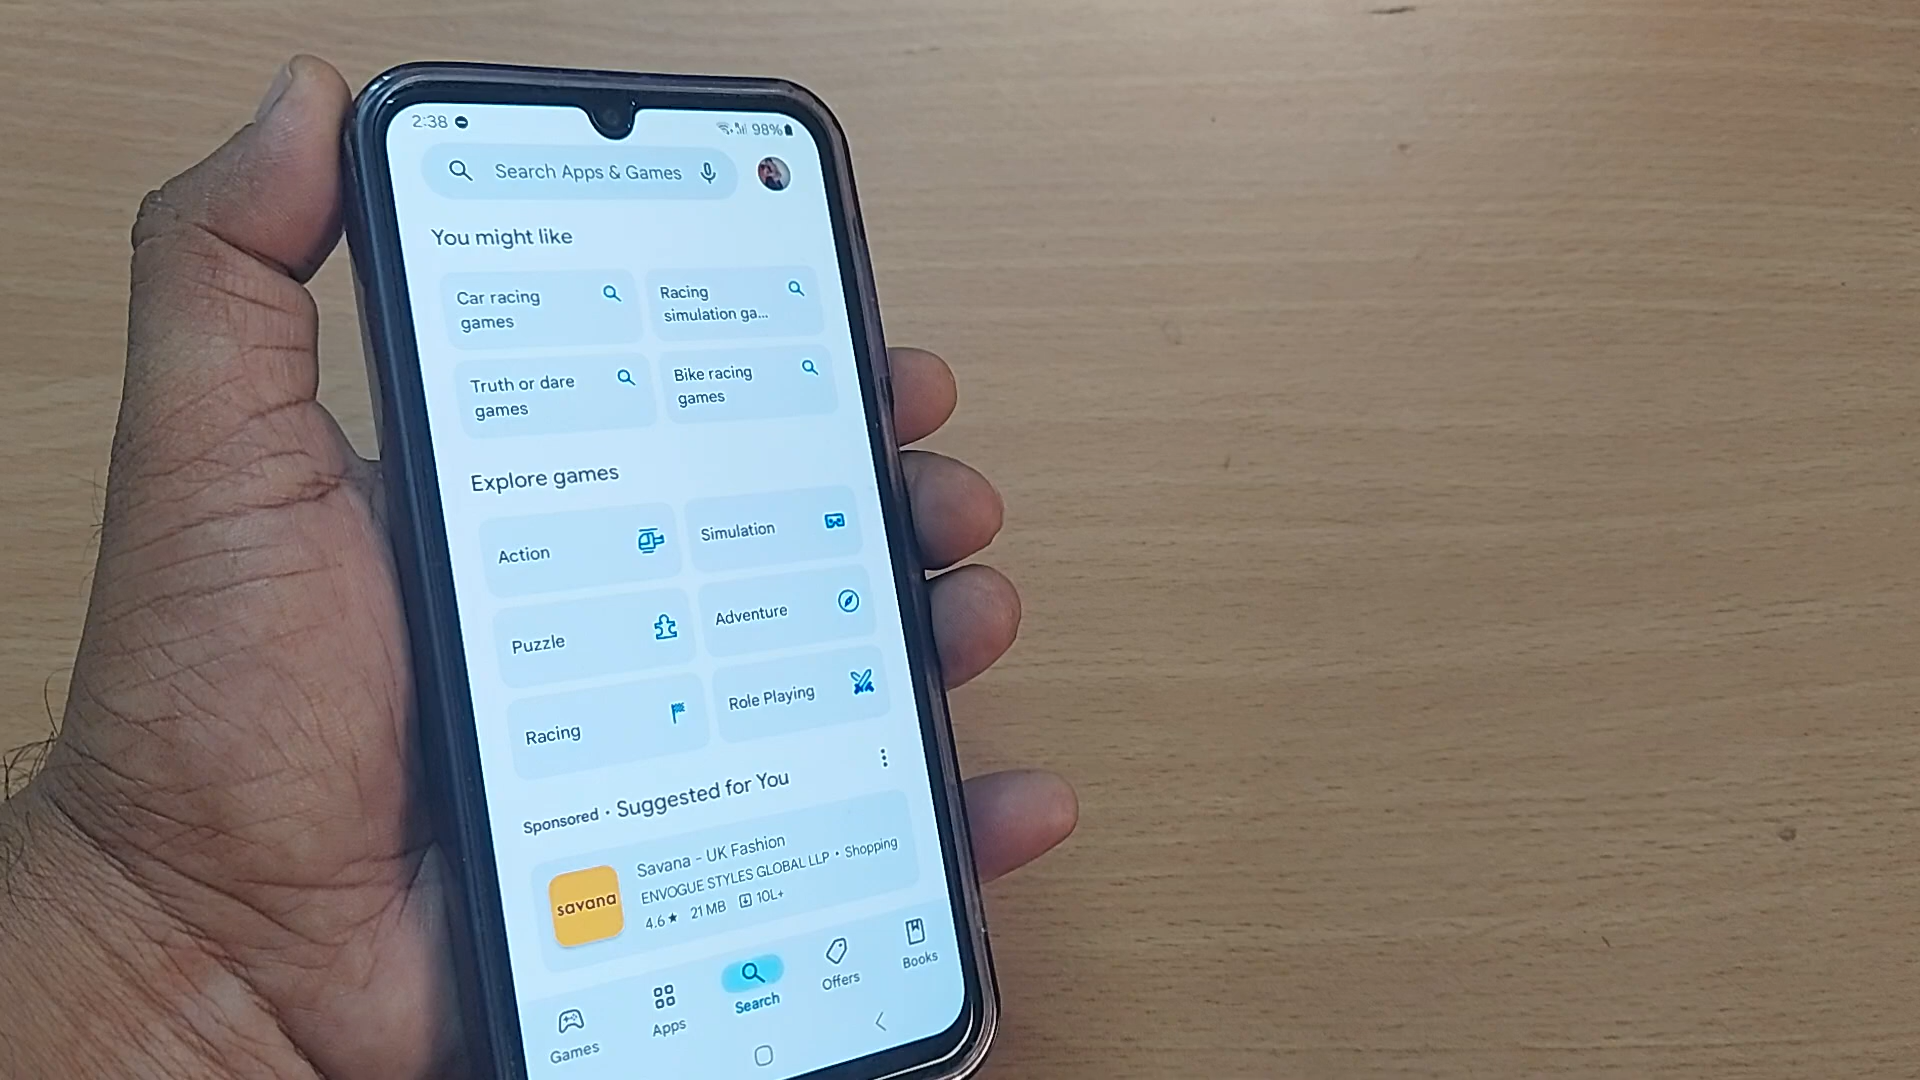 2:38 98%
Search Apps & Games
You might like
Car racing
games
Racing
simulation ga...
Truth or dare
games
Bike racing
games
Explore games
Action
Simulation
Puzzle
Adventure
Racing
Role Playing
Sponsored • Suggested for You
savana
Savana - UK Fashion
ENVOGUE STYLES GLOBAL LLP • Shopping
4.6★ 21 MB 10L+
Games
Apps
Search
Offers
Books